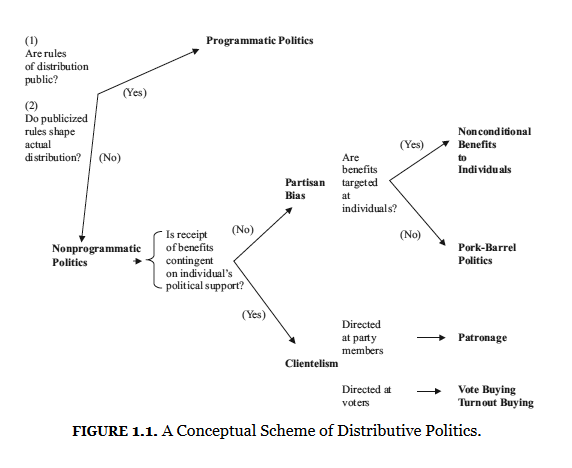 (1)
Are rules
of distribution
public?
Programmatic Politics
(Yes)
(2)
Do publicized
rules shape
actual
distribution?
(No)
Nonprogrammatic
Politics
Is receipt
of benefits
contingent
on individual's
political support?
(No)
(Yes)
Partisan
Bias
Are
benefits
targeted
at
individuals?
(Yes)
(No)
Nonconditional
Benefits
to
Individuals
Pork-Barrel
Politics
Clientelism
Directed
at party
members
Patronage
Directed at
voters
Vote Buying
Turnout Buying
FIGURE 1.1. A Conceptual Scheme of Distributive Politics.